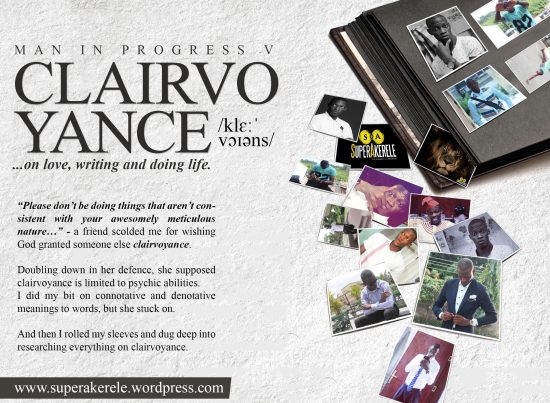 MAN IN PROGRESS V
CLAIRVO
YANCE
/klɛːˈ
vɔɪəns/
...on love, writing and doing life.
“Please don’t be doing things that aren’t con-
sistent with your awesomely meticulous
nature…” - a friend scolded me for wishing
God granted someone else clairvoyance.
Doubling down in her defence, she supposed
clairvoyance is limited to psychic abilities.
I did my bit on connotative and denotative
meanings to words, but she stuck on.
And then I rolled my sleeves and dug deep into
researching everything on clairvoyance.
www.superakerele.wordpress.com
S A
SUPERAKERELE